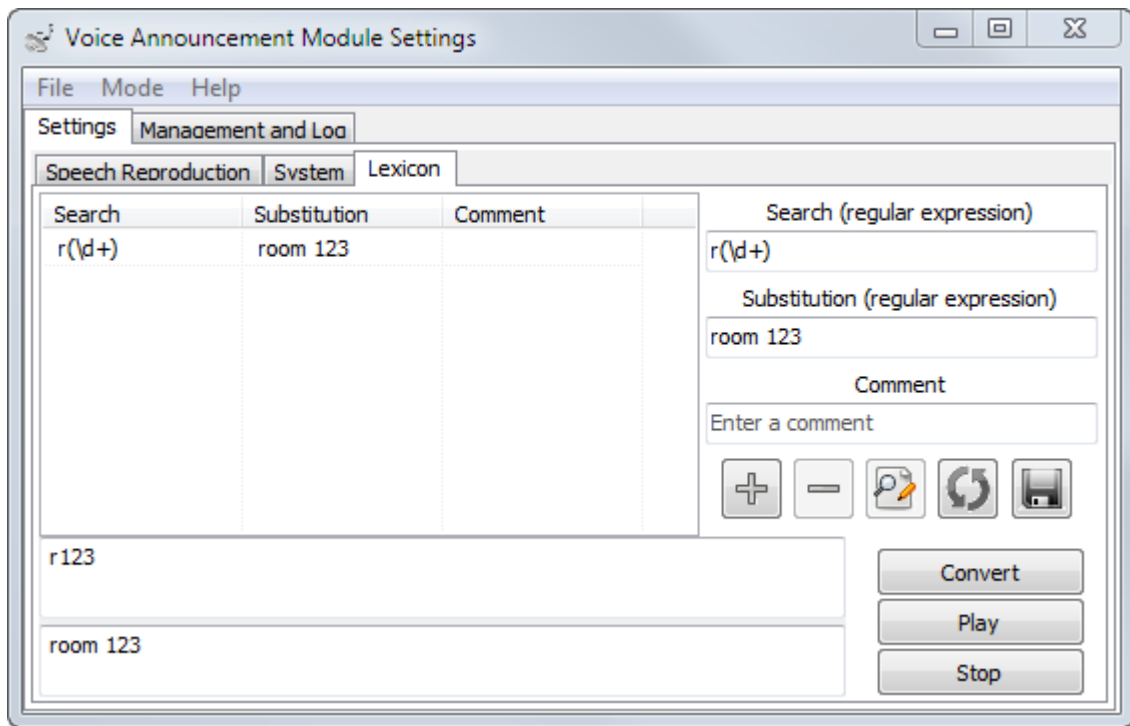 Voice Announcement Module Settings
File Mode Help
Settings Management and Log
Speech Reproduction System Lexicon
Search Substitution Comment
r(\d+) room 123
Search (regular expression)
r(\d+)
Substitution (regular expression)
room 123
Comment
Enter a comment
r123
room 123
Convert
Play
Stop